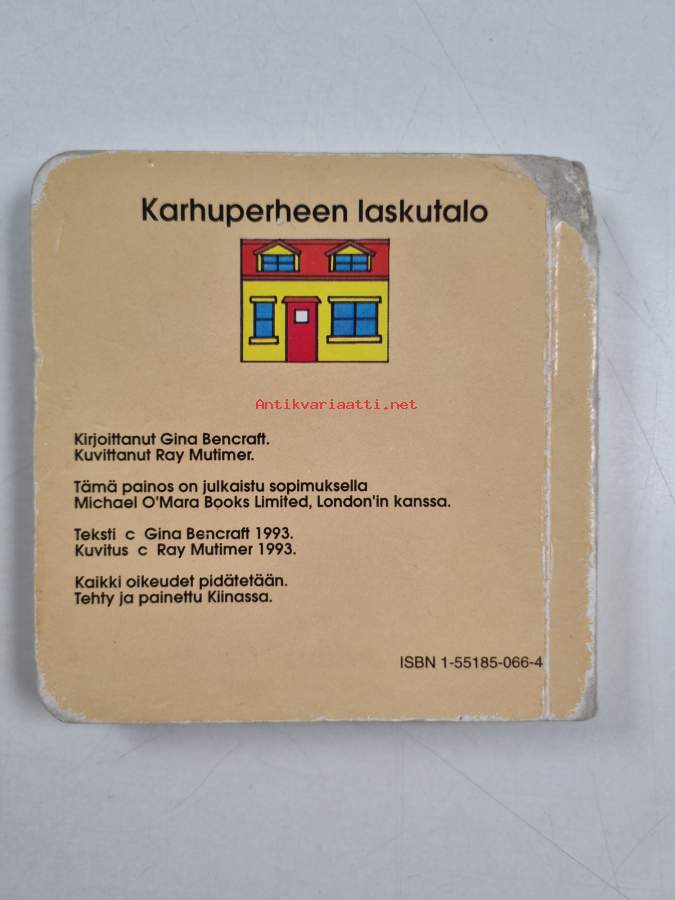 Karhuperheen laskutalo
Antikvariaatti.net
Kirjoittanut Gina Bencraft.
Kuvittanut Ray Mutimer.
Tämä painos on julkaistu sopimuksella
Michael O'Mara Books Limited, London'in kanssa.
Teksti c Gina Bencraft 1993.
Kuvitus c Ray Mutimer 1993.
Kaikki oikeudet pidätetään.
Tehty ja painettu Kiinassa.
ISBN 1-55185-066-4